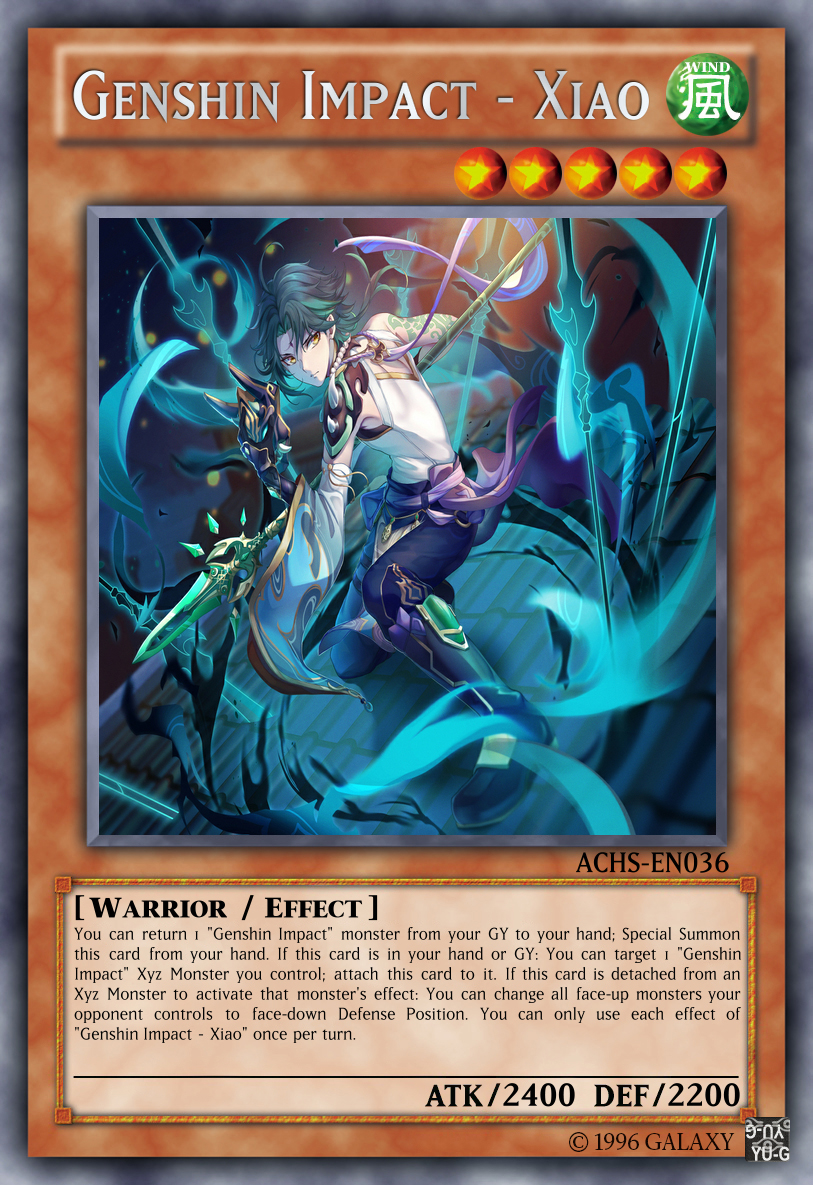 Genshin Impact - Xiao
WIND
風
ACHS-EN036
[ Warrior / Effect ]
You can return 1 "Genshin Impact" monster from your GY to your hand; Special Summon
this card from your hand. If this card is in your hand or GY: You can target 1 "Genshin
Impact" Xyz Monster you control; attach this card to it. If this card is detached from an
Xyz Monster to activate that monster's effect: You can change all face-up monsters your
opponent controls to face-down Defense Position. You can only use each effect of
"Genshin Impact - Xiao" once per turn.
ATK/2400 DEF/2200
© 1996 GALAXY
YU-G
YU-G